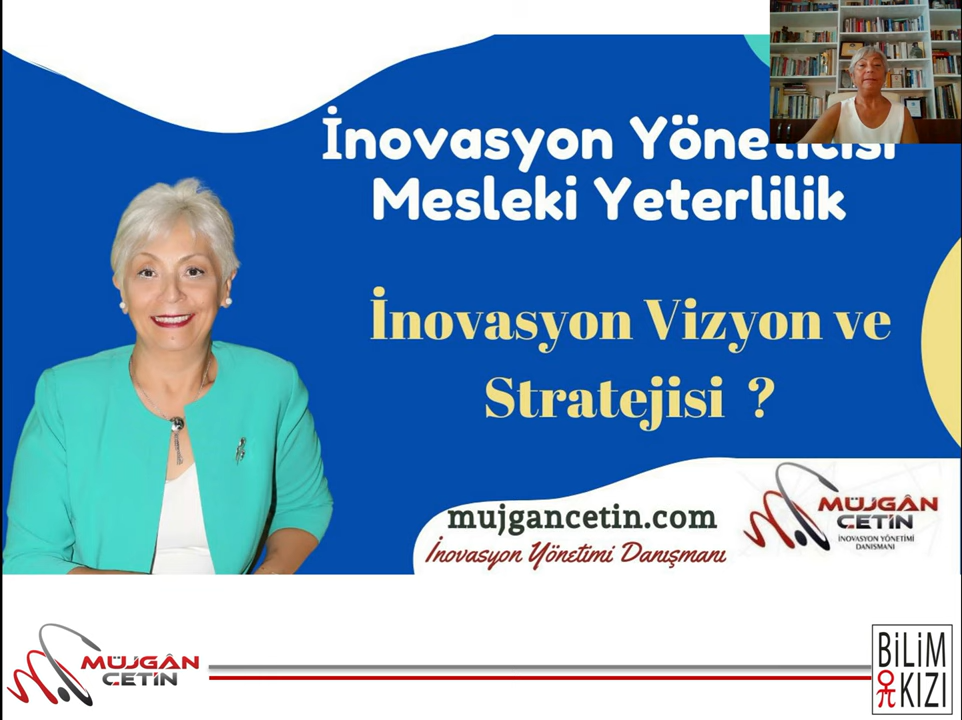 İnovasyon Yöneticisi
Mesleki Yeterlilik
İnovasyon Vizyon ve
Stratejisi ?
mujgancetin.com
İnovasyon Yönetimi Danışmanı
MÜJGÂN
ÇETİN
İNOVASYON YÖNETİMİ
DANIŞMANI
MÜJGÂN
ÇETİN
BİLİM
KIZI